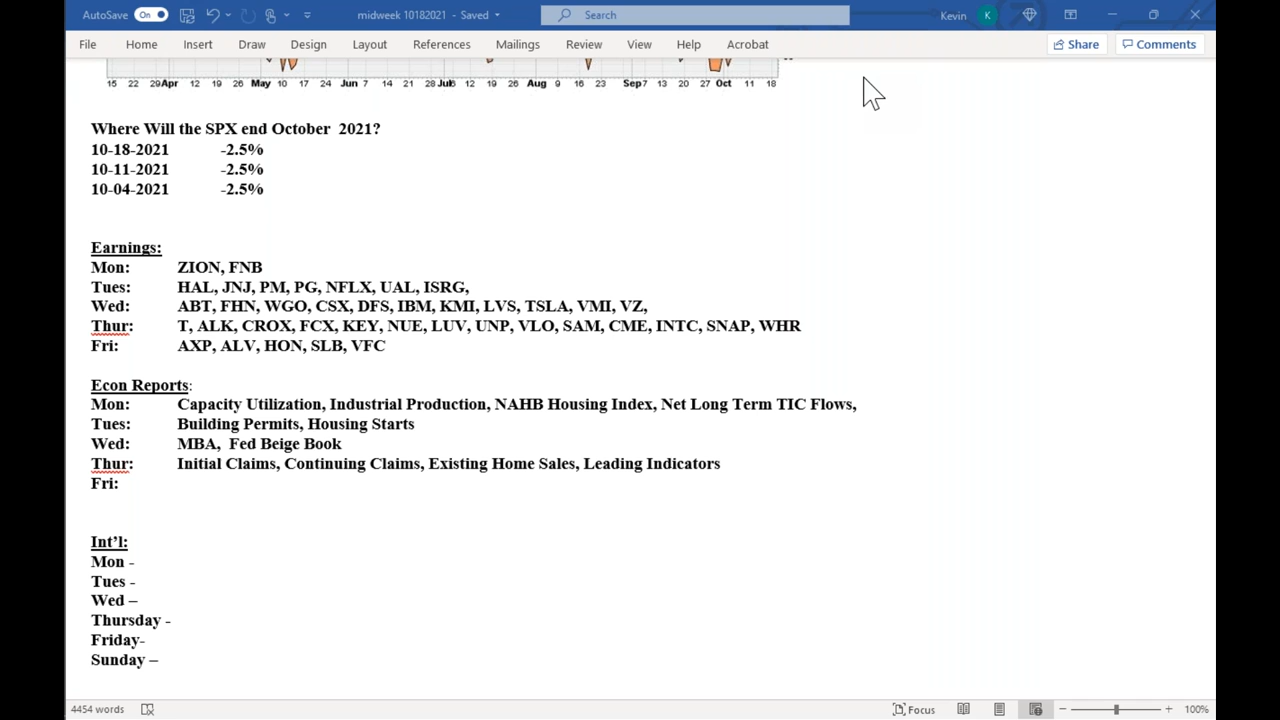 AutoSave On midweek 10182021 - Saved Search Kevin K
File Home Insert Draw Design Layout References Mailings Review View Help Acrobat Share Comments
15 22 29 Apr 12 19 26 May 10 17 24 Jun 7 14 21 28 Jul 6 12 19 26 Aug 9 16 23 Sep 7 13 20 27 Oct 11 18
Where Will the SPX end October 2021?
10-18-2021 -2.5%
10-11-2021 -2.5%
10-04-2021 -2.5%
Earnings:
Mon: ZION, FNB
Tues: HAL, JNJ, PM, PG, NFLX, UAL, ISRG,
Wed: ABT, FHN, WGO, CSX, DFS, IBM, KMI, LVS, TSLA, VMI, VZ,
Thur: T, ALK, CROX, FCX, KEY, NUE, LUV, UNP, VLO, SAM, CME, INTC, SNAP, WHR
Fri: AXP, ALV, HON, SLB, VFC
Econ Reports:
Mon: Capacity Utilization, Industrial Production, NAHB Housing Index, Net Long Term TIC Flows,
Tues: Building Permits, Housing Starts
Wed: MBA, Fed Beige Book
Thur: Initial Claims, Continuing Claims, Existing Home Sales, Leading Indicators
Fri:
Int'l:
Mon -
Tues -
Wed –
Thursday -
Friday-
Sunday –
4454 words Focus 100%